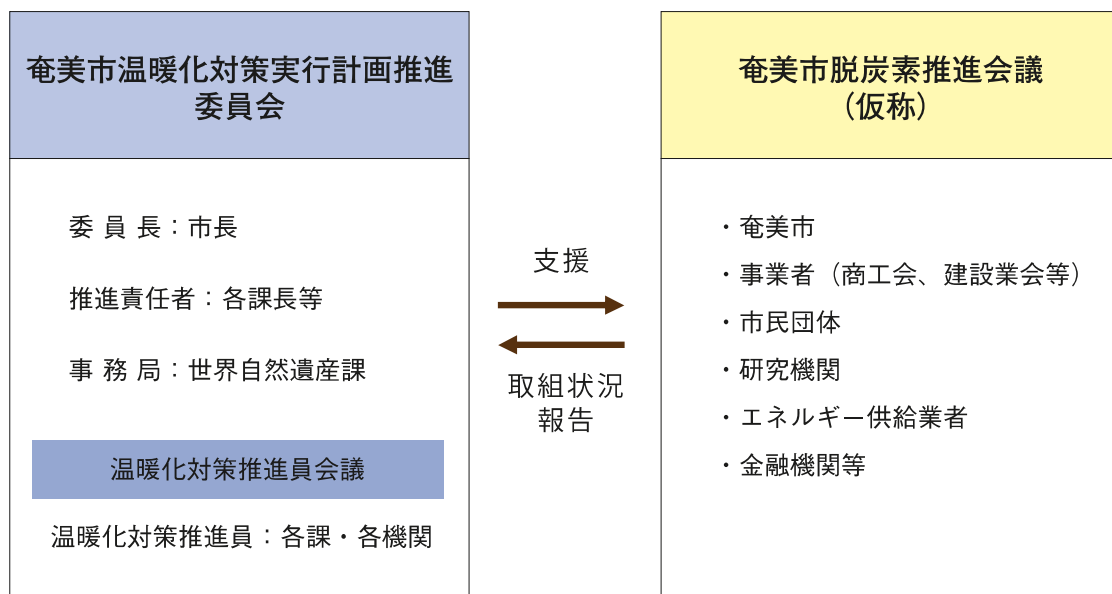 奄美市温暖化対策実行計画推進
委員会
委員長：市長
推進責任者：各課長等
事務局：世界自然遺産課
温暖化対策推進員会議
温暖化対策推進員：各課・各機関
支援
取組状況
報告
奄美市脱炭素推進会議
（仮称）
・奄美市
・事業者（商工会、建設業会等）
・市民団体
・研究機関
・エネルギー供給業者
・金融機関等